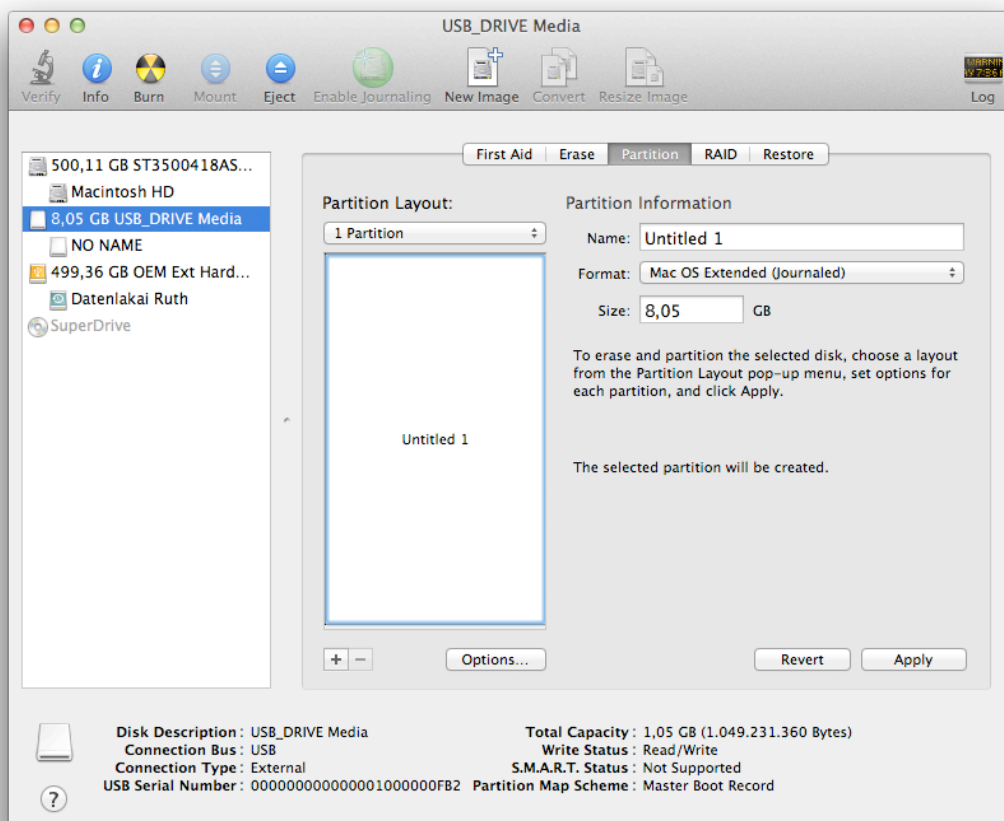 USB_DRIVE Media
Verify Info Burn Mount Eject Enable Journaling New Image Convert Resize Image Log
500,11 GB ST3500418AS...
Macintosh HD
8,05 GB USB_DRIVE Media
NO NAME
499,36 GB OEM Ext Hard...
Datenlakai Ruth
SuperDrive
First Aid Erase Partition RAID Restore
Partition Layout:
1 Partition
Untitled 1
+ −
Options...
Partition Information
Name: Untitled 1
Format: Mac OS Extended (Journaled)
Size: 8,05 GB
To erase and partition the selected disk, choose a layout
from the Partition Layout pop-up menu, set options for
each partition, and click Apply.
The selected partition will be created.
Revert Apply
Disk Description : USB_DRIVE Media
Connection Bus : USB
Connection Type : External
USB Serial Number : 000000000000001000000FB2
Total Capacity : 1,05 GB (1.049.231.360 Bytes)
Write Status : Read/Write
S.M.A.R.T. Status : Not Supported
Partition Map Scheme : Master Boot Record
?